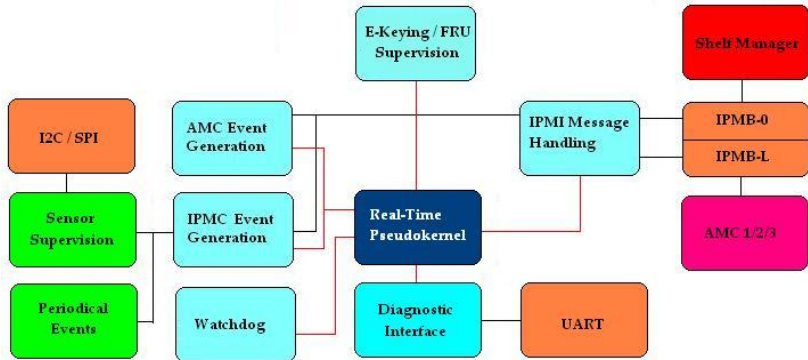 E-Keying / FRU
Supervision
Shelf Manager
I2C / SPI
AMC Event
Generation
IPMI Message
Handling
IPMB-0
IPMB-L
Sensor
Supervision
IPMC Event
Generation
Real-Time
Pseudokernel
AMC 1/2/3
Periodical
Events
Watchdog
Diagnostic
Interface
UART